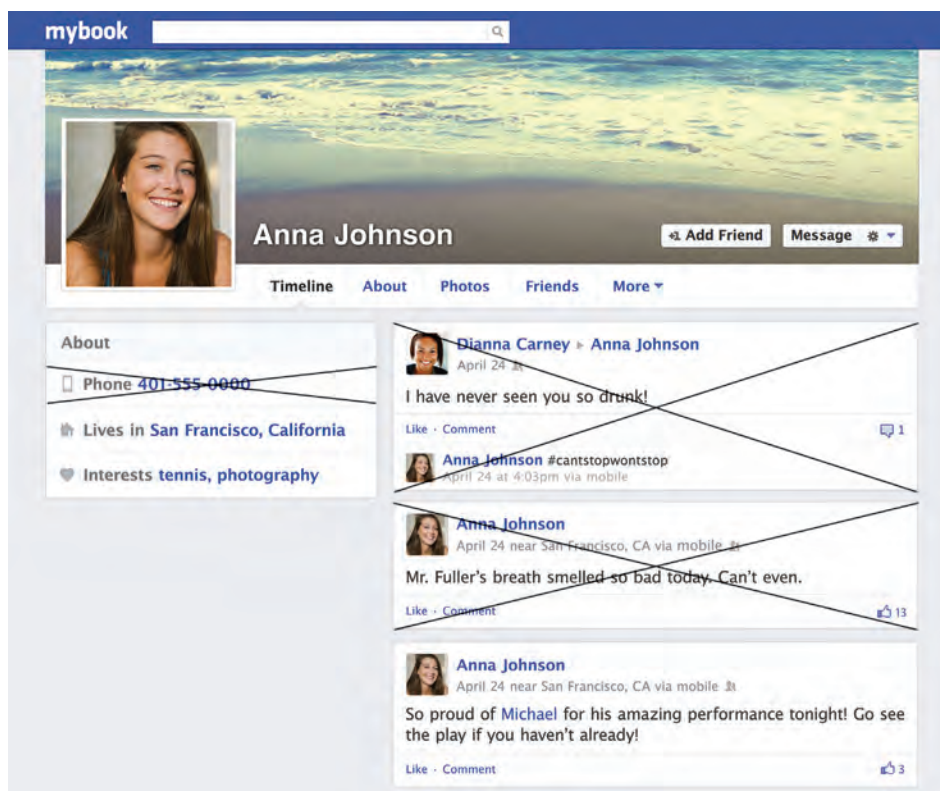 mybook
Anna Johnson
Add Friend
Message
Timeline About Photos Friends More
About
Phone 401-555-0000
Lives in San Francisco, California
Interests tennis, photography
Dianna Carney ▸ Anna Johnson
April 24
I have never seen you so drunk!
Like · Comment
1
Anna Johnson #cantstopwontstop
April 24 at 4:03pm via mobile
Anna Johnson
April 24 near San Francisco, CA via mobile
Mr. Fuller's breath smelled so bad today. Can't even.
Like · Comment
13
Anna Johnson
April 24 near San Francisco, CA via mobile
So proud of Michael for his amazing performance tonight! Go see
the play if you haven't already!
Like · Comment
3